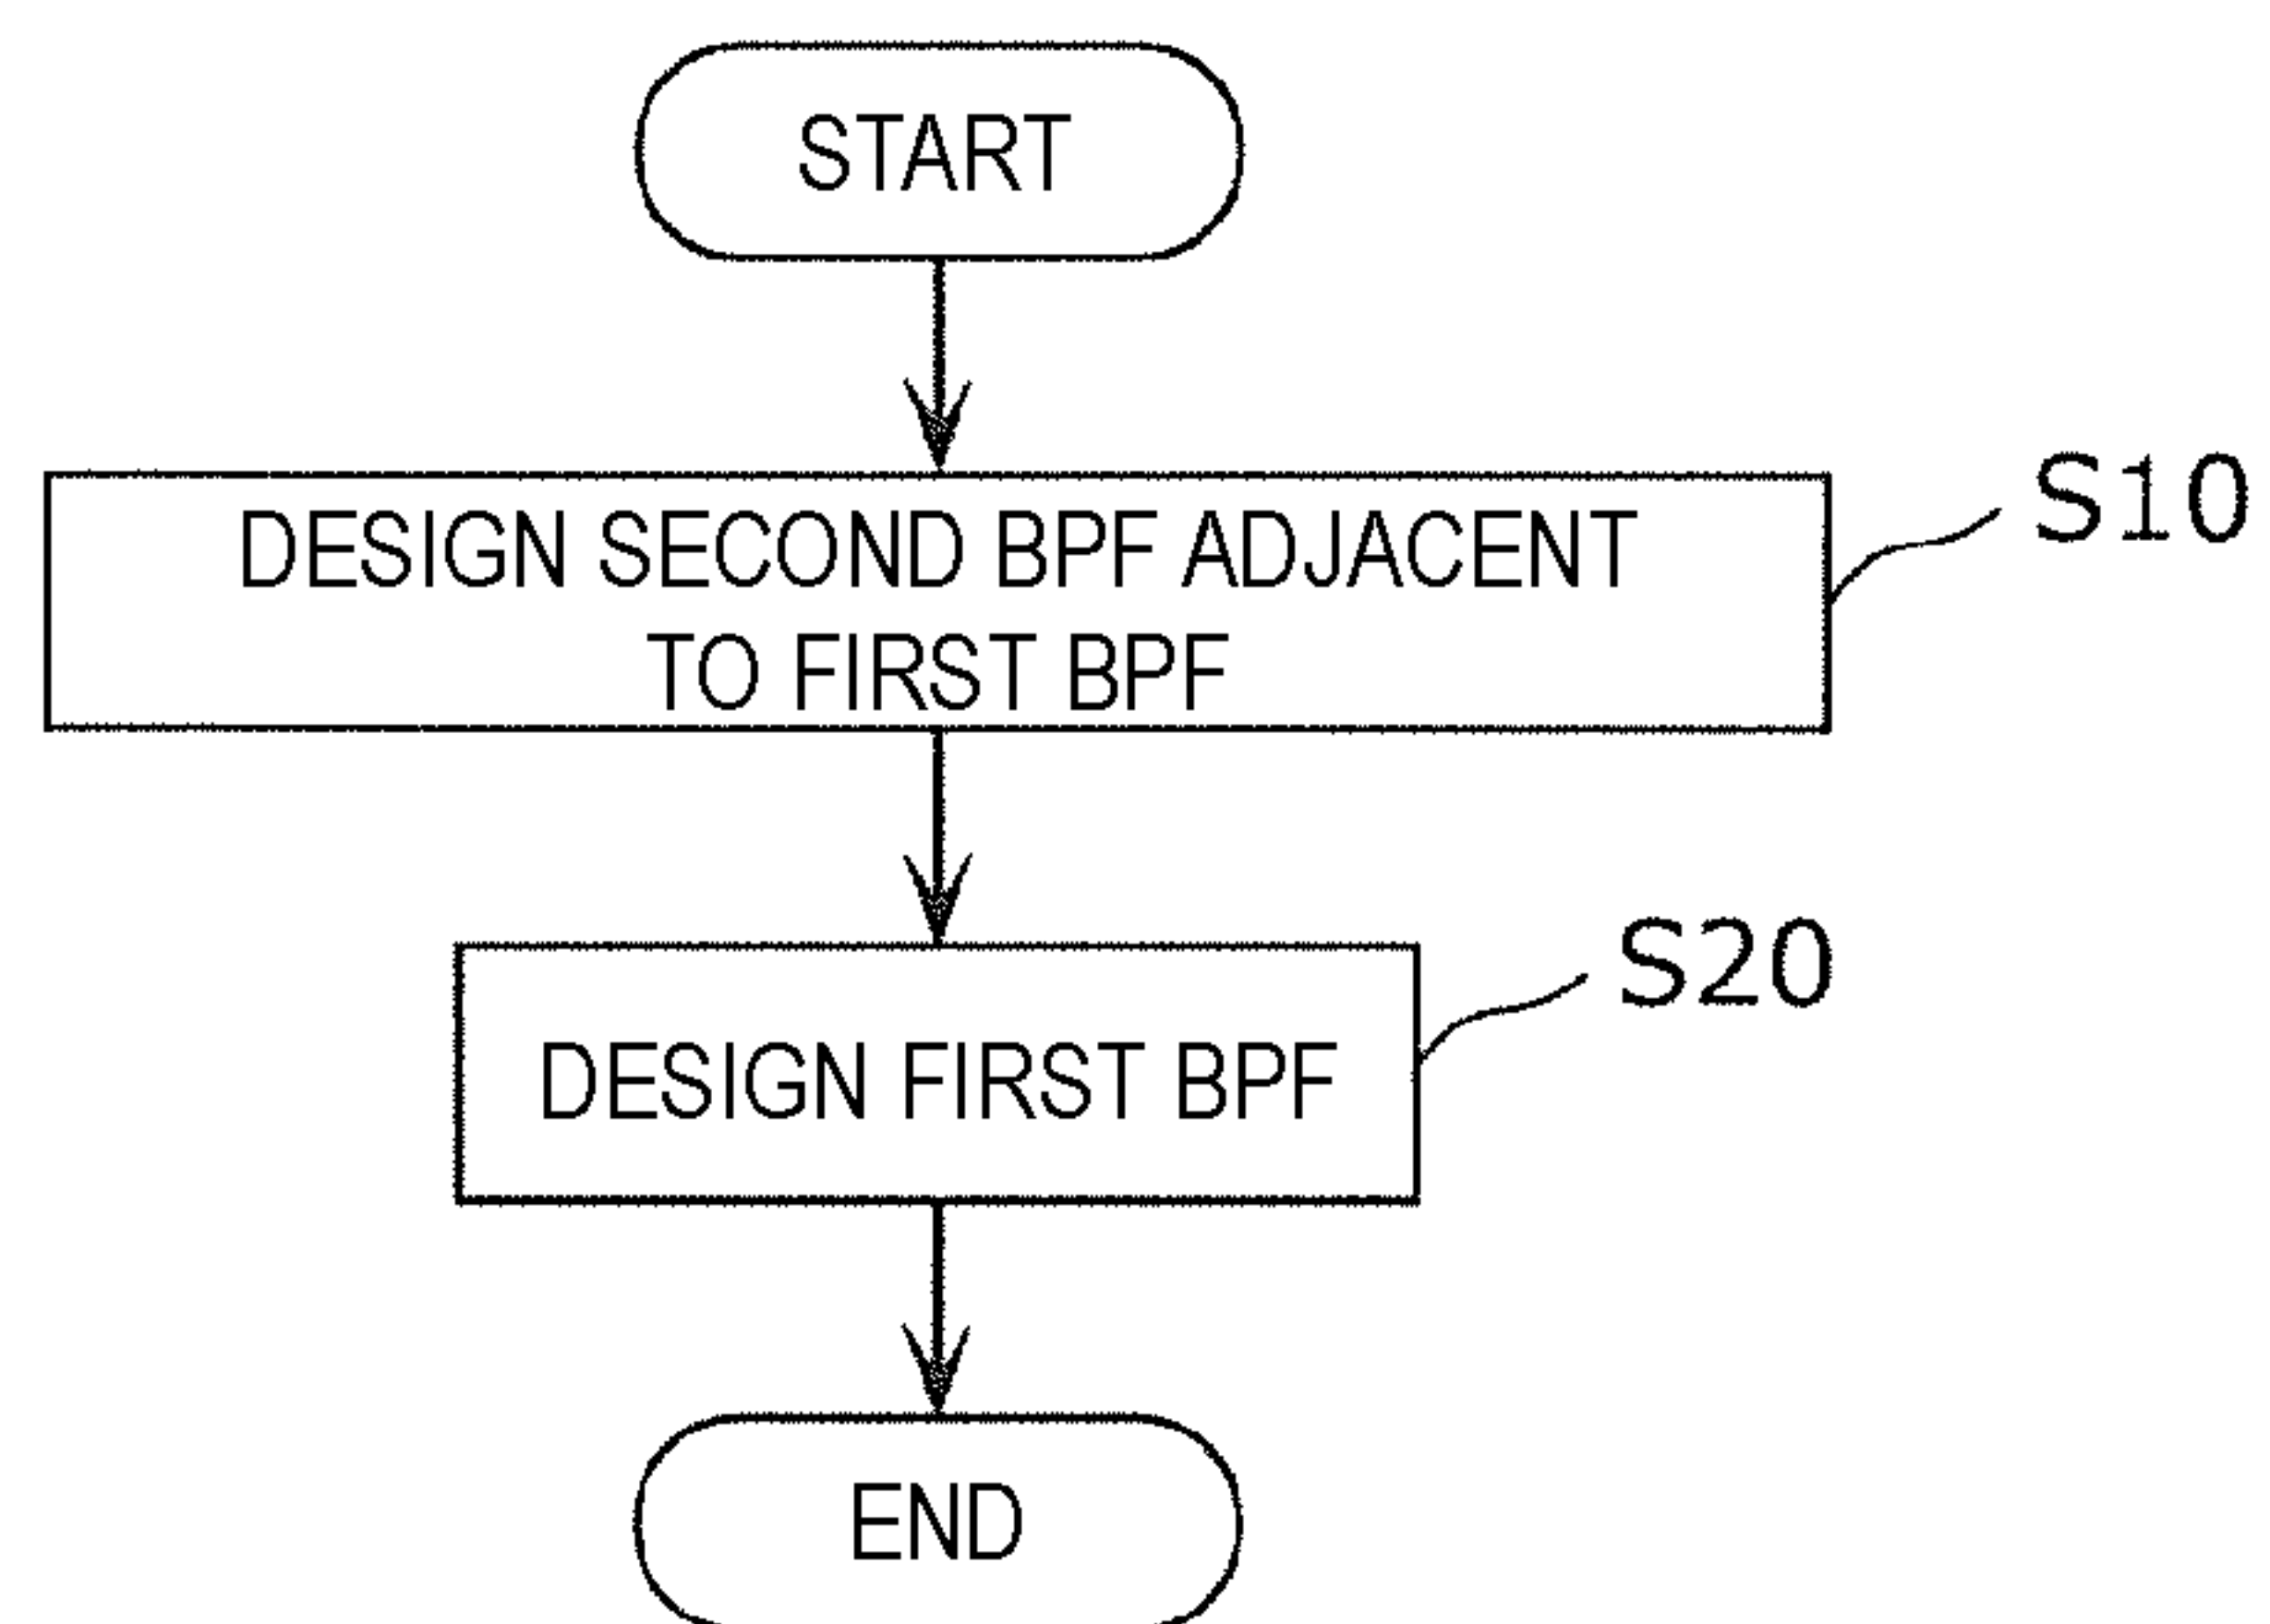 START
DESIGN SECOND BPF ADJACENT
TO FIRST BPF
S10
DESIGN FIRST BPF
S20
END